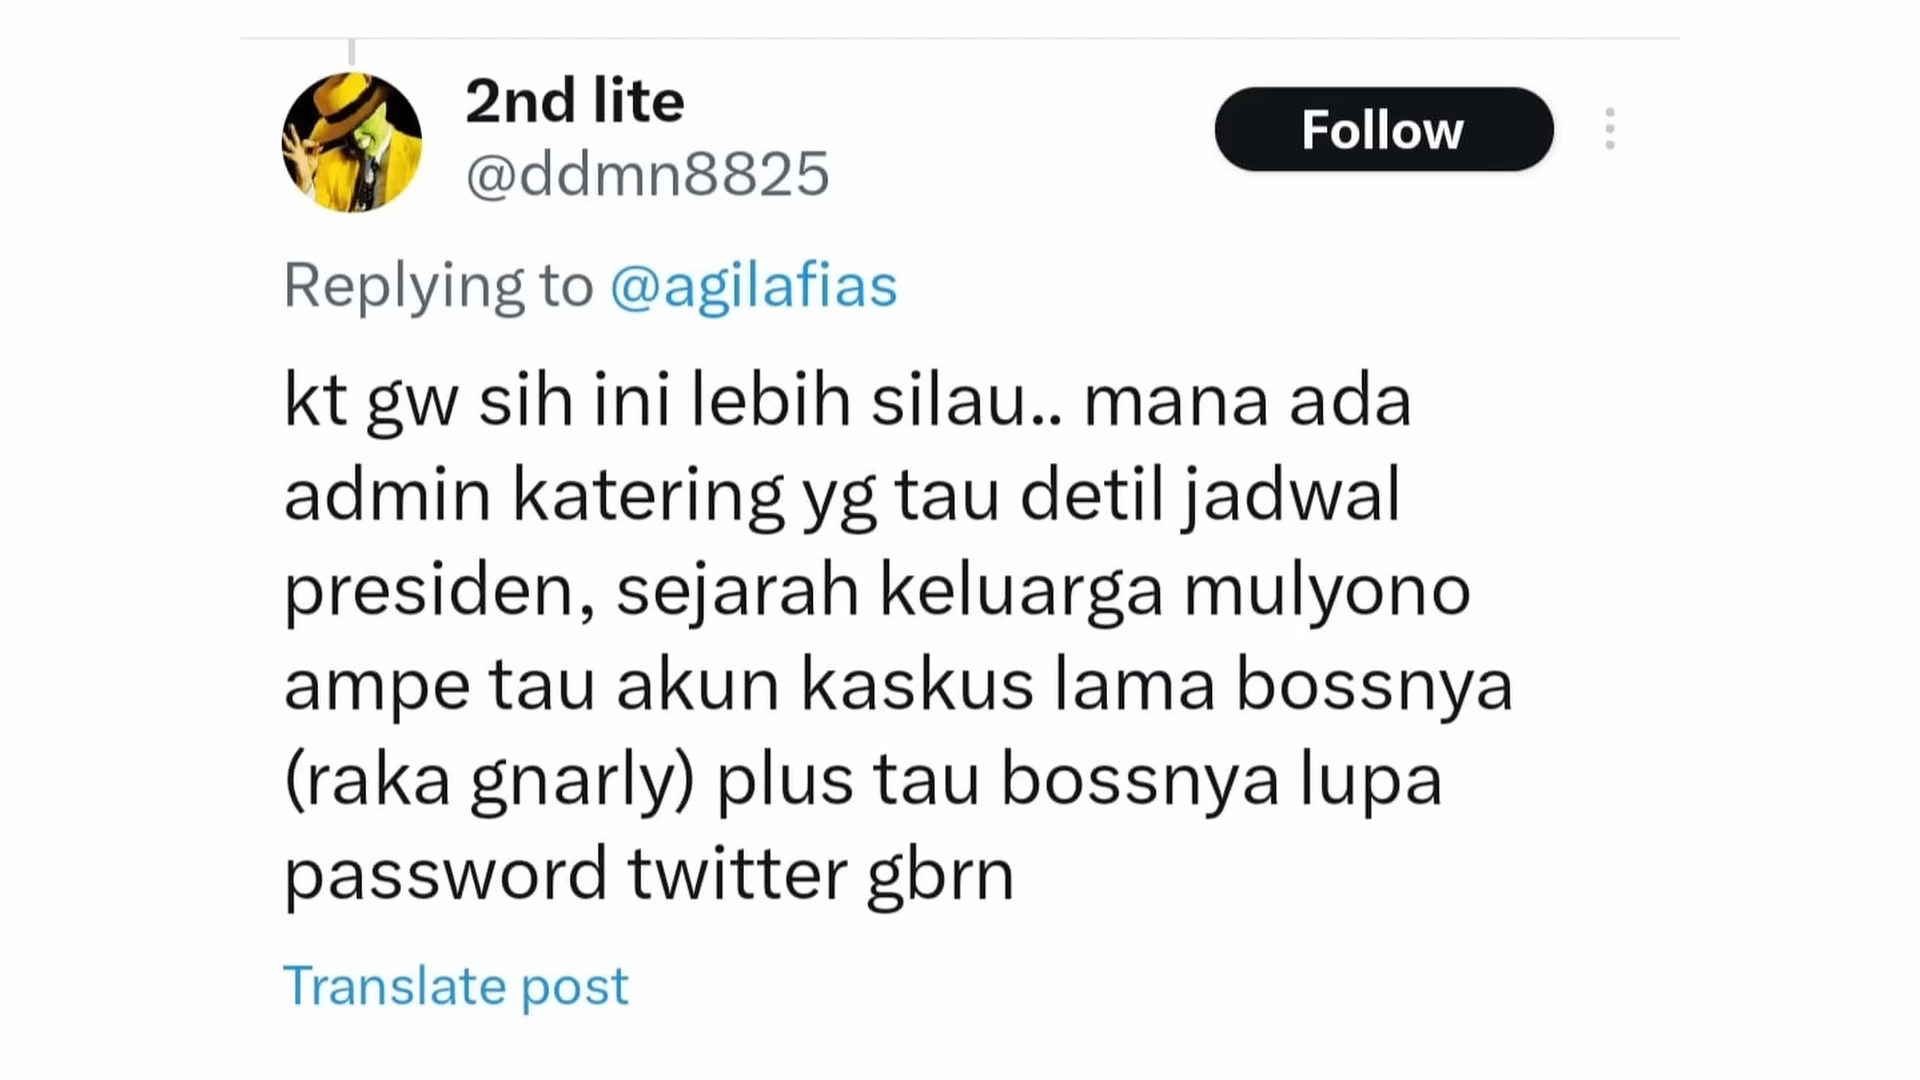 2nd lite
@ddmn8825
Follow
Replying to @agilafias
kt gw sih ini lebih silau.. mana ada
admin katering yg tau detil jadwal
presiden, sejarah keluarga mulyono
ampe tau akun kaskus lama bossnya
(raka gnarly) plus tau bossnya lupa
password twitter gbrn
Translate post